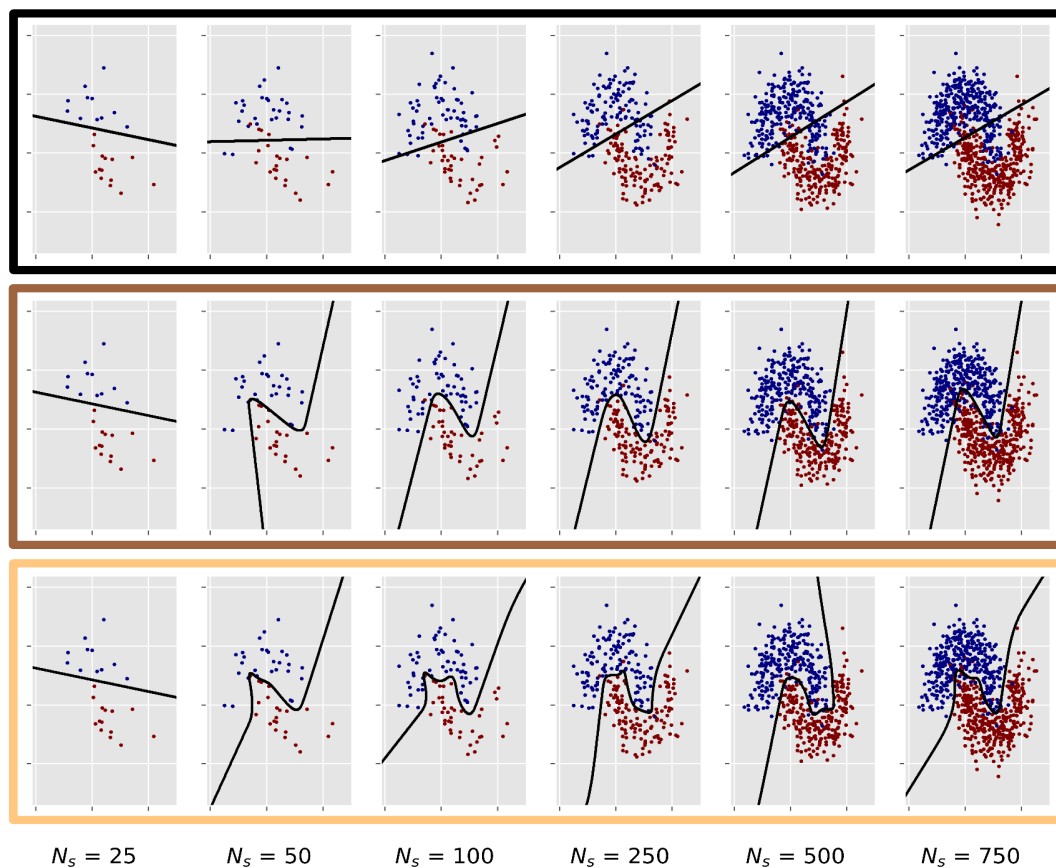 N_s = 25 N_s = 50 N_s = 100 N_s = 250 N_s = 500 N_s = 750